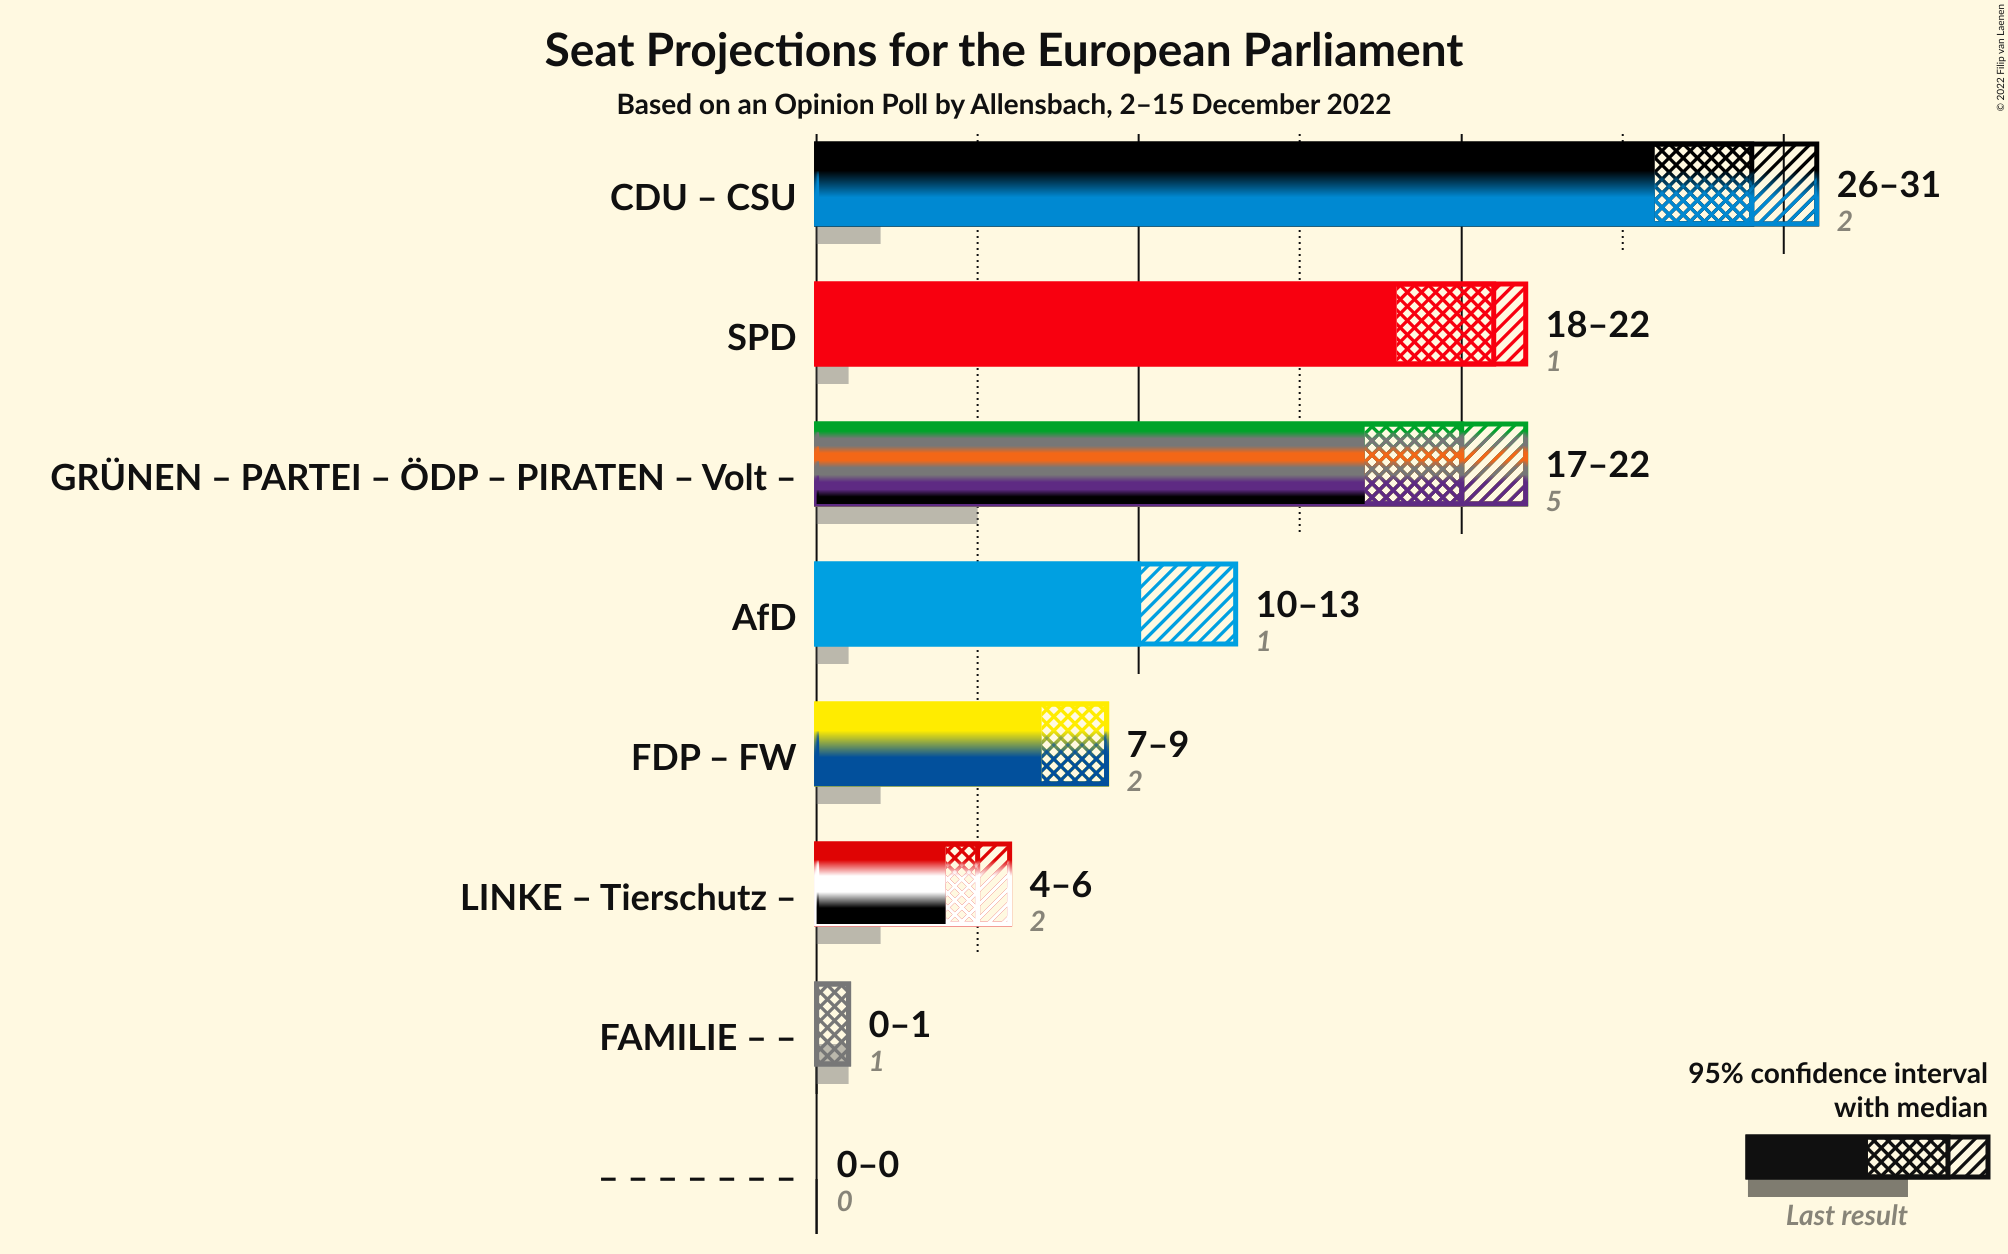 Seat Projections for the European Parliament
Based on an Opinion Poll by Allensbach, 2–15 December 2022
© 2022 Filip van Laenen
CDU – CSU
26–31
2
SPD
18–22
1
GRÜNEN – PARTEI – ÖDP – PIRATEN – Volt –
17–22
5
AfD
10–13
1
FDP – FW
7–9
2
LINKE – Tierschutz –
4–6
2
FAMILIE – –
0–1
1
– – – – – – –
0–0
0
95% confidence interval
with median
Last result